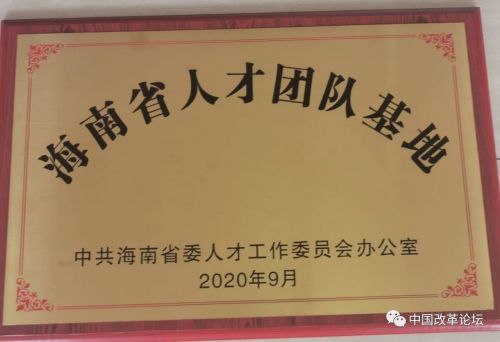 海南省人才团队基地
中共海南省委人才工作委员会办公室
2020年9月
中国改革论坛